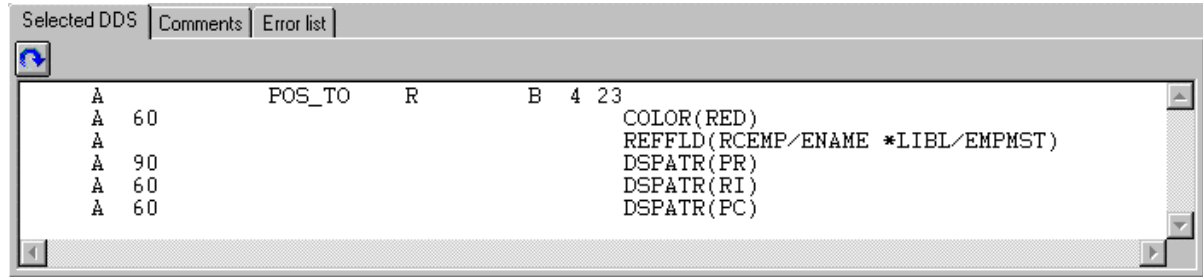 Selected DDS Comments Error list
A POS_TO R B 4 23
A 60 COLOR(RED)
A REFFLD(RCEMP/ENAME *LIBL/EMPMST)
A 90 DSPATR(PR)
A 60 DSPATR(RI)
A 60 DSPATR(PC)